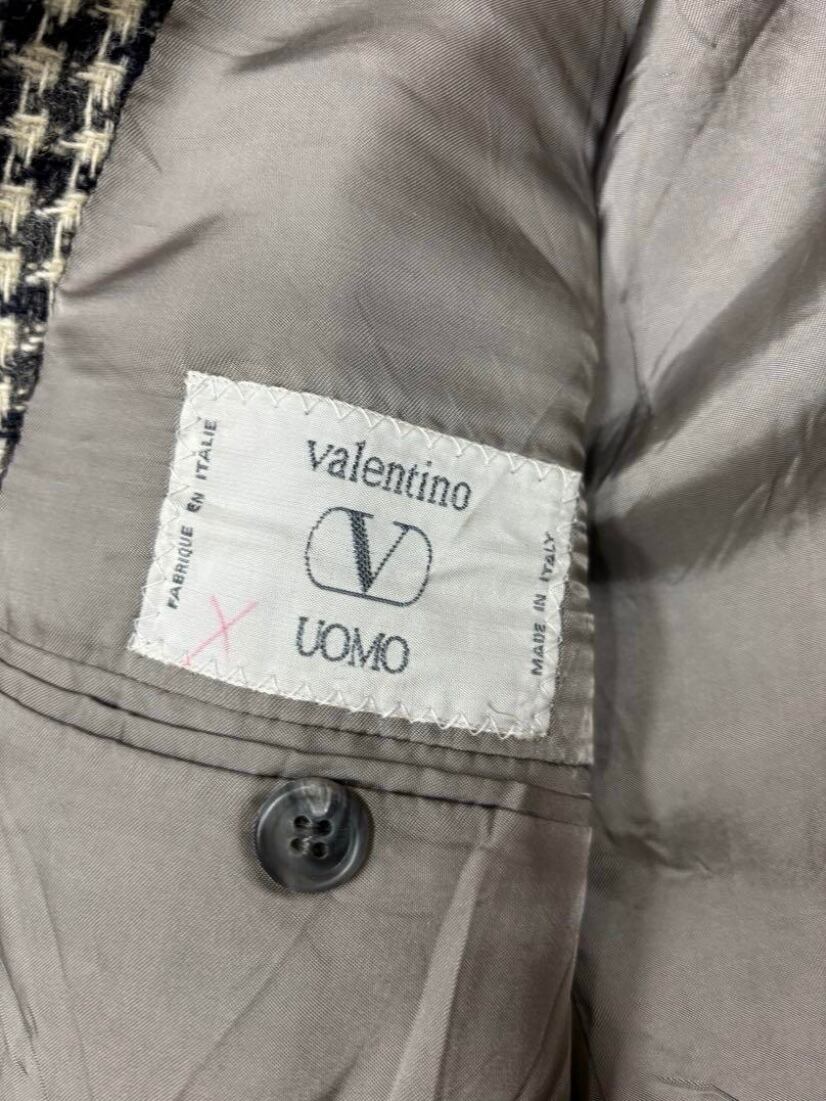 valentino
V
UOMO
FABRIQUE EN ITALIE
MADE IN ITALY
X